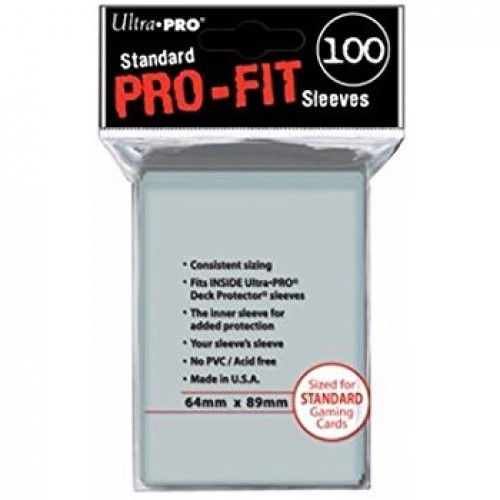 Ultra•PRO®
Standard
100
PRO-FIT
Sleeves
• Consistent sizing
• Fits INSIDE Ultra•PRO®
Deck Protector® sleeves
• The inner sleeve for
added protection
• Your sleeve's sleeve
• No PVC / Acid free
• Made in U.S.A.
64mm x 89mm
Sized for
STANDARD
Gaming
Cards